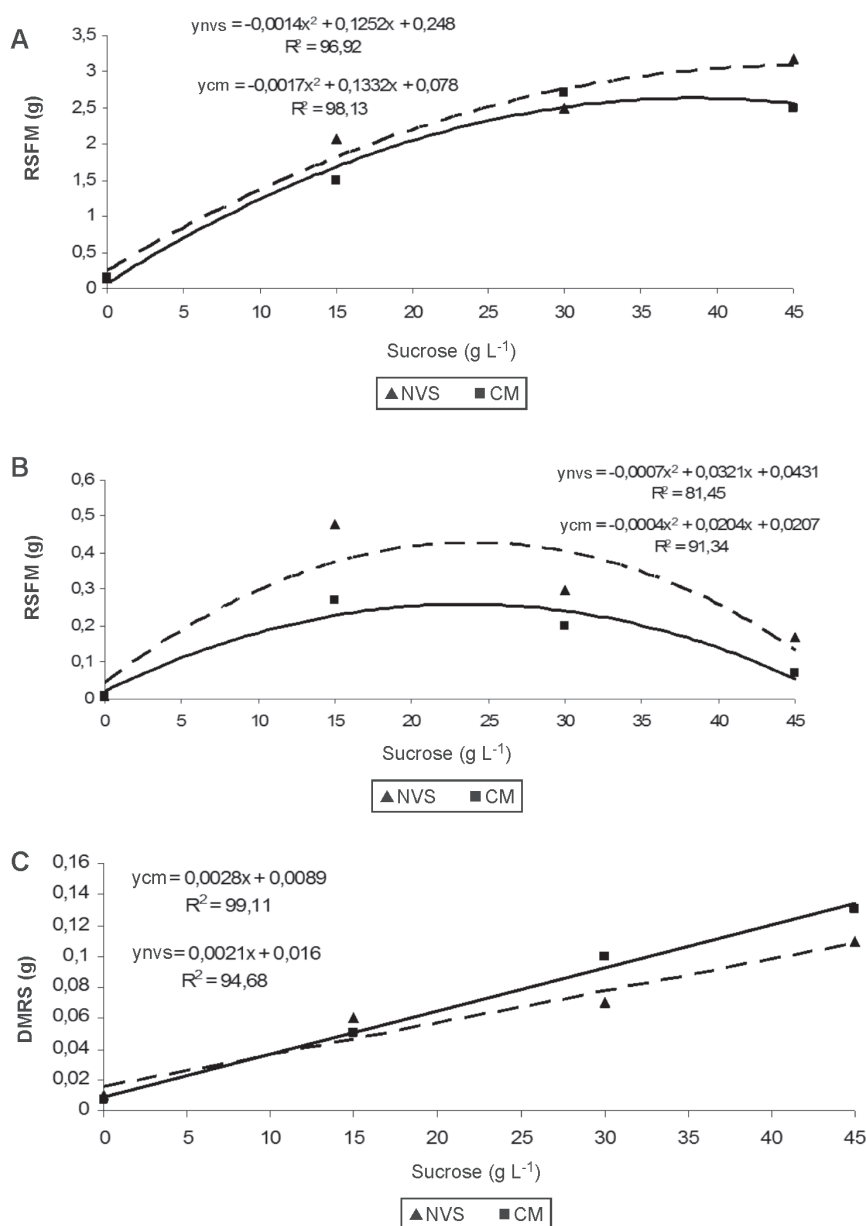 A
ynvs=-0,0014x² + 0,1252x + 0,248
R² = 96,92
ycm=-0,0017x² + 0,1332x + 0,078
R² = 98,13
RSFM (g)
3,5
3
2,5
2
1,5
1
0,5
0
0 5 10 15 20 25 30 35 40 45
Sucrose (g L⁻¹)
▲NVS ■CM
B
ynvs=-0,0007x² + 0,0321x + 0,0431
R² = 81,45
ycm=-0,0004x² + 0,0204x + 0,0207
R² = 91,34
RSFM (g)
0,6
0,5
0,4
0,3
0,2
0,1
0
0 5 10 15 20 25 30 35 40 45
Sucrose (g L⁻¹)
▲NVS ■CM
C
ycm = 0,0028x + 0,0089
R² = 99,11
ynvs= 0,0021x + 0,016
R² = 94,68
DMRS (g)
0,16
0,14
0,12
0,1
0,08
0,06
0,04
0,02
0
0 5 10 15 20 25 30 35 40 45
Sucrose (g L⁻¹)
▲NVS ■CM